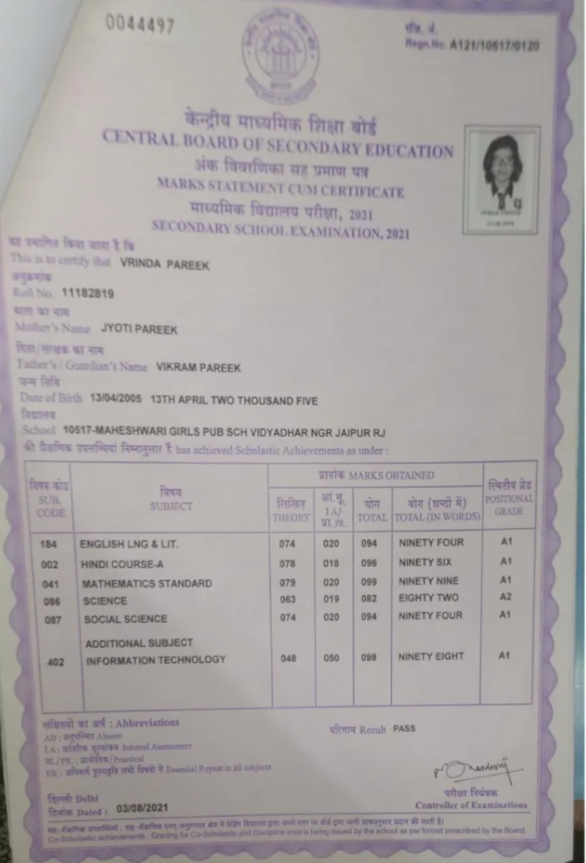 0044497
रजि. नं.
Regn.No. A121/10517/0120
केन्द्रीय माध्यमिक शिक्षा बोर्ड
CENTRAL BOARD OF SECONDARY EDUCATION
अंक विवरणिका सह प्रमाण पत्र
MARKS STATEMENT CUM CERTIFICATE
माध्यमिक विद्यालय परीक्षा, 2021
SECONDARY SCHOOL EXAMINATION, 2021
यह प्रमाणित किया जाता है कि
This is to certify that VRINDA PAREEK
अनुक्रमांक
Roll No. 11182819
माता का नाम
Mother's Name JYOTI PAREEK
पिता/संरक्षक का नाम
Father's / Guardian's Name VIKRAM PAREEK
जन्म तिथि
Date of Birth 13/04/2005 13TH APRIL TWO THOUSAND FIVE
विद्यालय
School 10517-MAHESHWARI GIRLS PUB SCH VIDYADHAR NGR JAIPUR RJ
की शैक्षणिक उपलब्धियां निम्नानुसार हैं has achieved Scholastic Achievements as under :
विषय कोड SUB. CODE
विषय SUBJECT
प्राप्तांक MARKS OBTAINED
लिखित THEORY
आं.मू. I.A/ प्रा. PR.
योग TOTAL
योग (शब्दों में) TOTAL (IN WORDS)
स्थितीय ग्रेड POSITIONAL GRADE
184 ENGLISH LNG & LIT. 074 020 094 NINETY FOUR A1
002 HINDI COURSE-A 078 018 096 NINETY SIX A1
041 MATHEMATICS STANDARD 079 020 099 NINETY NINE A1
086 SCIENCE 063 019 082 EIGHTY TWO A2
087 SOCIAL SCIENCE 074 020 094 NINETY FOUR A1
ADDITIONAL SUBJECT
402 INFORMATION TECHNOLOGY 048 050 098 NINETY EIGHT A1
संक्षिप्तियों का अर्थ : Abbreviations
परिणाम Result PASS
AB : अनुपस्थित Absent
I.A : आंतरिक मूल्यांकन Internal Assessment
प्रा./PR. : प्रायोगिक/Practical
ER : Essential Repeat in all subjects
दिल्ली Delhi
दिनांक Dated : 03/08/2021
परीक्षा नियंत्रक
Controller of Examinations
Co-Scholastic achievements : Grading for Co-Scholastic and Discipline area is being issued by the school as per format prescribed by the Board.